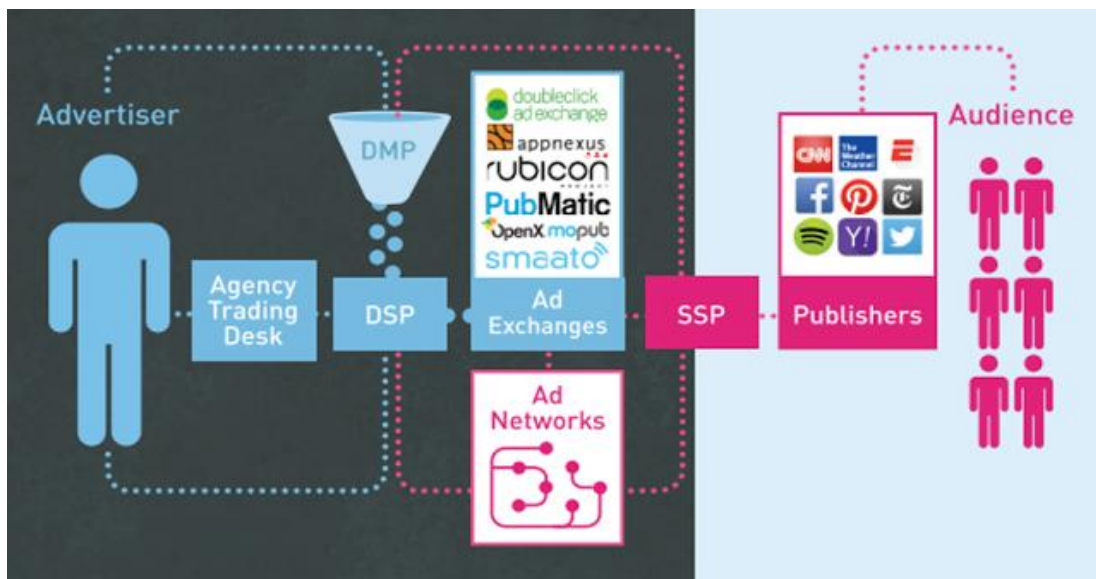 Advertiser
Agency
Trading
Desk
DMP
DSP
doubleclick
ad exchange
appnexus
rubicon
PROJECT
PubMatic
OpenX mopub
smaato
Ad
Exchanges
Ad
Networks
SSP
CNN
The
Weather
Channel
E
f
P
T
Y!
Publishers
Audience